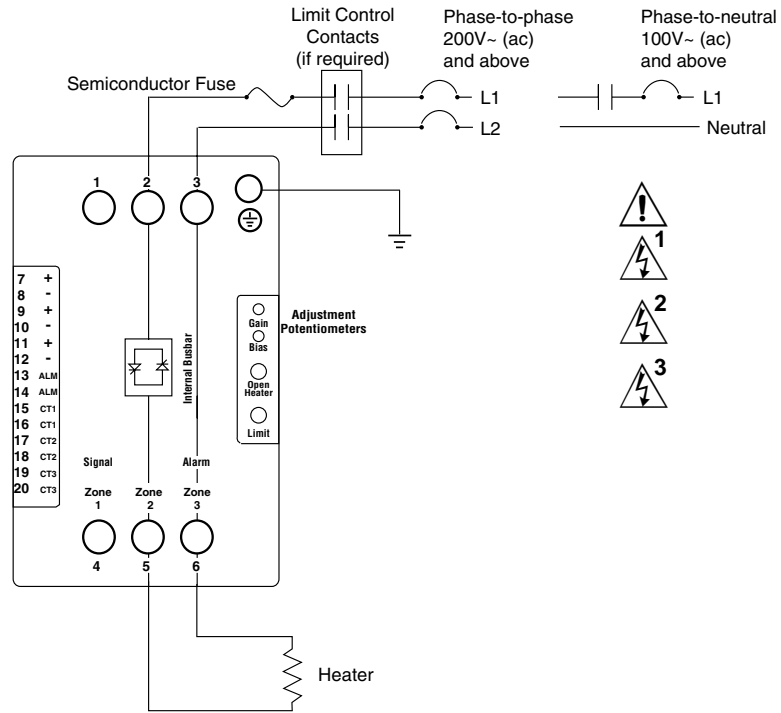 Limit Control
Contacts
(if required)
Phase-to-phase
200V~ (ac)
and above
Phase-to-neutral
100V~ (ac)
and above
Semiconductor Fuse
L1
L2
L1
Neutral
1
2
3
7 +
8 -
9 +
10 -
11 +
12 -
13 ALM
14 ALM
15 CT1
16 CT1
17 CT2
18 CT2
19 CT3
20 CT3
Internal Busbar
Gain
Bias
Open
Heater
Limit
Adjustment
Potentiometers
Signal
Alarm
Zone
1
Zone
2
Zone
3
4
5
6
Heater
!
1
2
3